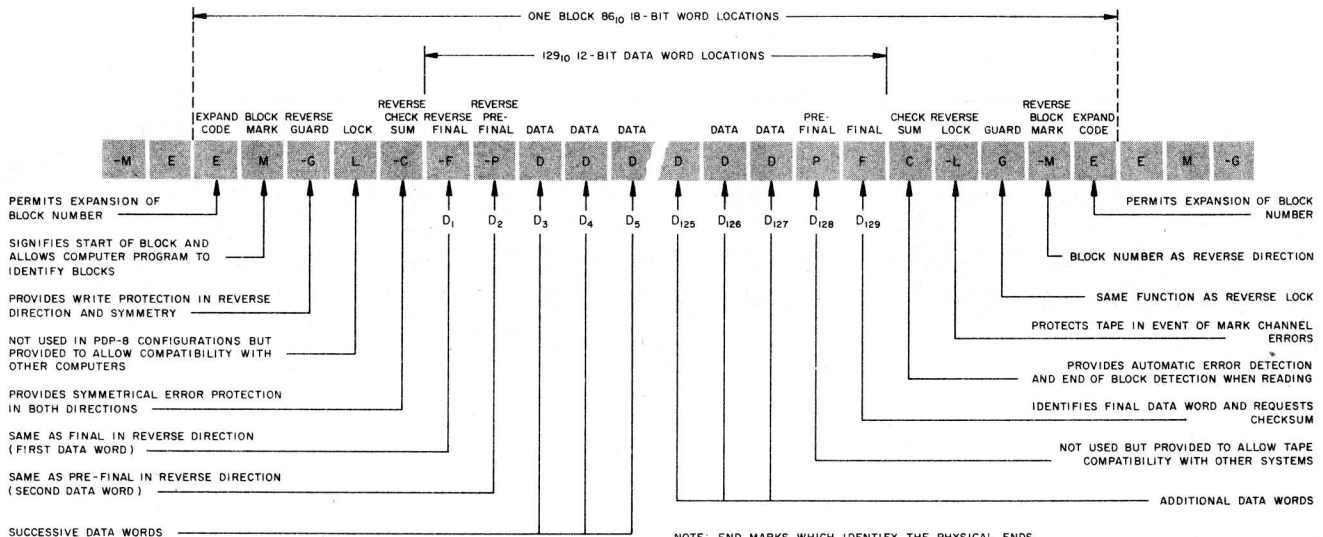 ONE BLOCK 86₁₀ 18-BIT WORD LOCATIONS
129₁₀ 12-BIT DATA WORD LOCATIONS
EXPAND CODE
BLOCK MARK
REVERSE GUARD
LOCK
REVERSE CHECK SUM
REVERSE FINAL
REVERSE PRE-FINAL
DATA
DATA
DATA
DATA
DATA
PRE-FINAL
FINAL
CHECK SUM
REVERSE LOCK
GUARD
REVERSE BLOCK MARK
EXPAND CODE
-M E E M -G L -C -F -P D D D D D D P F C -L G -M E E M -G
D₁ D₂ D₃ D₄ D₅ D₁₂₅ D₁₂₆ D₁₂₇ D₁₂₈ D₁₂₉
PERMITS EXPANSION OF
BLOCK NUMBER
SIGNIFIES START OF BLOCK AND
ALLOWS COMPUTER PROGRAM TO
IDENTIFY BLOCKS
PROVIDES WRITE PROTECTION IN REVERSE
DIRECTION AND SYMMETRY
NOT USED IN PDP-8 CONFIGURATIONS BUT
PROVIDED TO ALLOW COMPATIBILITY WITH
OTHER COMPUTERS
PROVIDES SYMMETRICAL ERROR PROTECTION
IN BOTH DIRECTIONS
SAME AS FINAL IN REVERSE DIRECTION
(FIRST DATA WORD)
SAME AS PRE-FINAL IN REVERSE DIRECTION
(SECOND DATA WORD)
SUCCESSIVE DATA WORDS
PERMITS EXPANSION OF BLOCK
NUMBER
BLOCK NUMBER AS REVERSE DIRECTION
SAME FUNCTION AS REVERSE LOCK
PROTECTS TAPE IN EVENT OF MARK CHANNEL
ERRORS
PROVIDES AUTOMATIC ERROR DETECTION
AND END OF BLOCK DETECTION WHEN READING
IDENTIFIES FINAL DATA WORD AND REQUESTS
CHECKSUM
NOT USED BUT PROVIDED TO ALLOW TAPE
COMPATIBILITY WITH OTHER SYSTEMS
ADDITIONAL DATA WORDS
NOTE: END MARKS WHICH IDENTIFY THE PHYSICAL ENDS